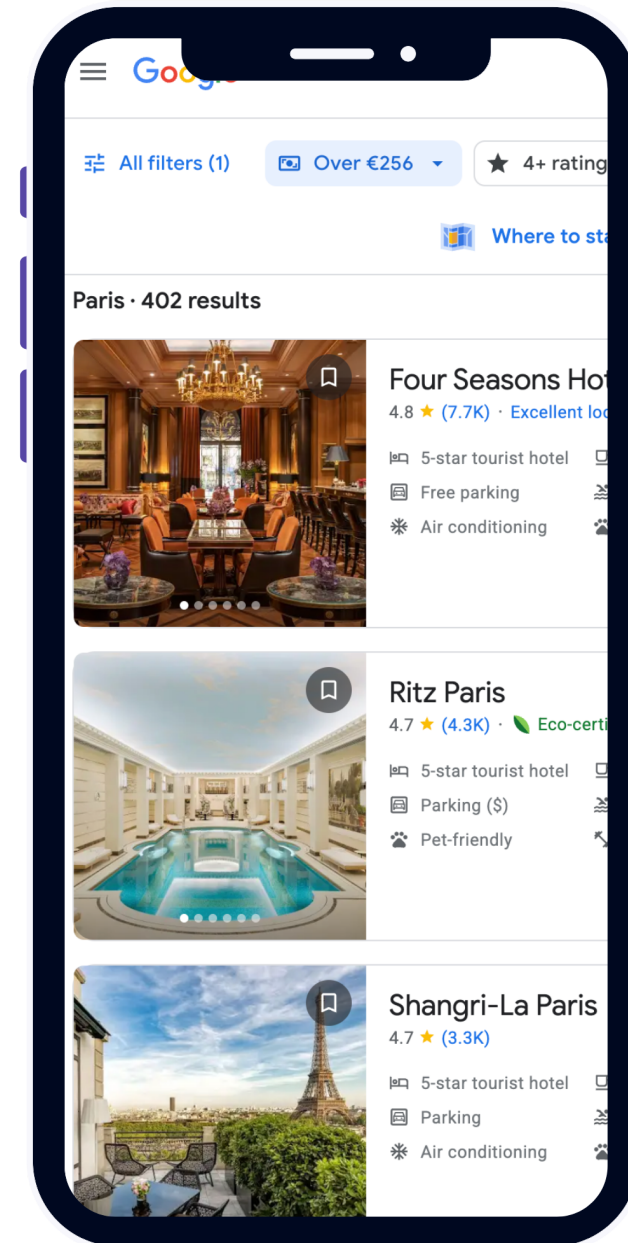 Google
All filters (1)
Over €256
4+ rating
Where to sta
Paris · 402 results
Four Seasons Hot
4.8 ★ (7.7K) · Excellent loc
5-star tourist hotel
Free parking
Air conditioning
Ritz Paris
4.7 ★ (4.3K) · Eco-certi
5-star tourist hotel
Parking ($)
Pet-friendly
Shangri-La Paris
4.7 ★ (3.3K)
5-star tourist hotel
Parking
Air conditioning